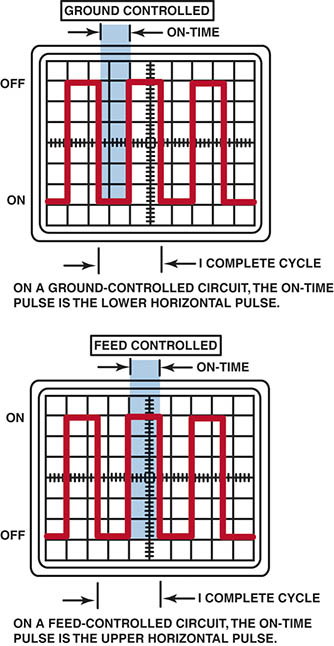 GROUND CONTROLLED
ON-TIME
OFF
ON
I COMPLETE CYCLE
ON A GROUND-CONTROLLED CIRCUIT, THE ON-TIME
PULSE IS THE LOWER HORIZONTAL PULSE.
FEED CONTROLLED
ON-TIME
ON
OFF
I COMPLETE CYCLE
ON A FEED-CONTROLLED CIRCUIT, THE ON-TIME
PULSE IS THE UPPER HORIZONTAL PULSE.